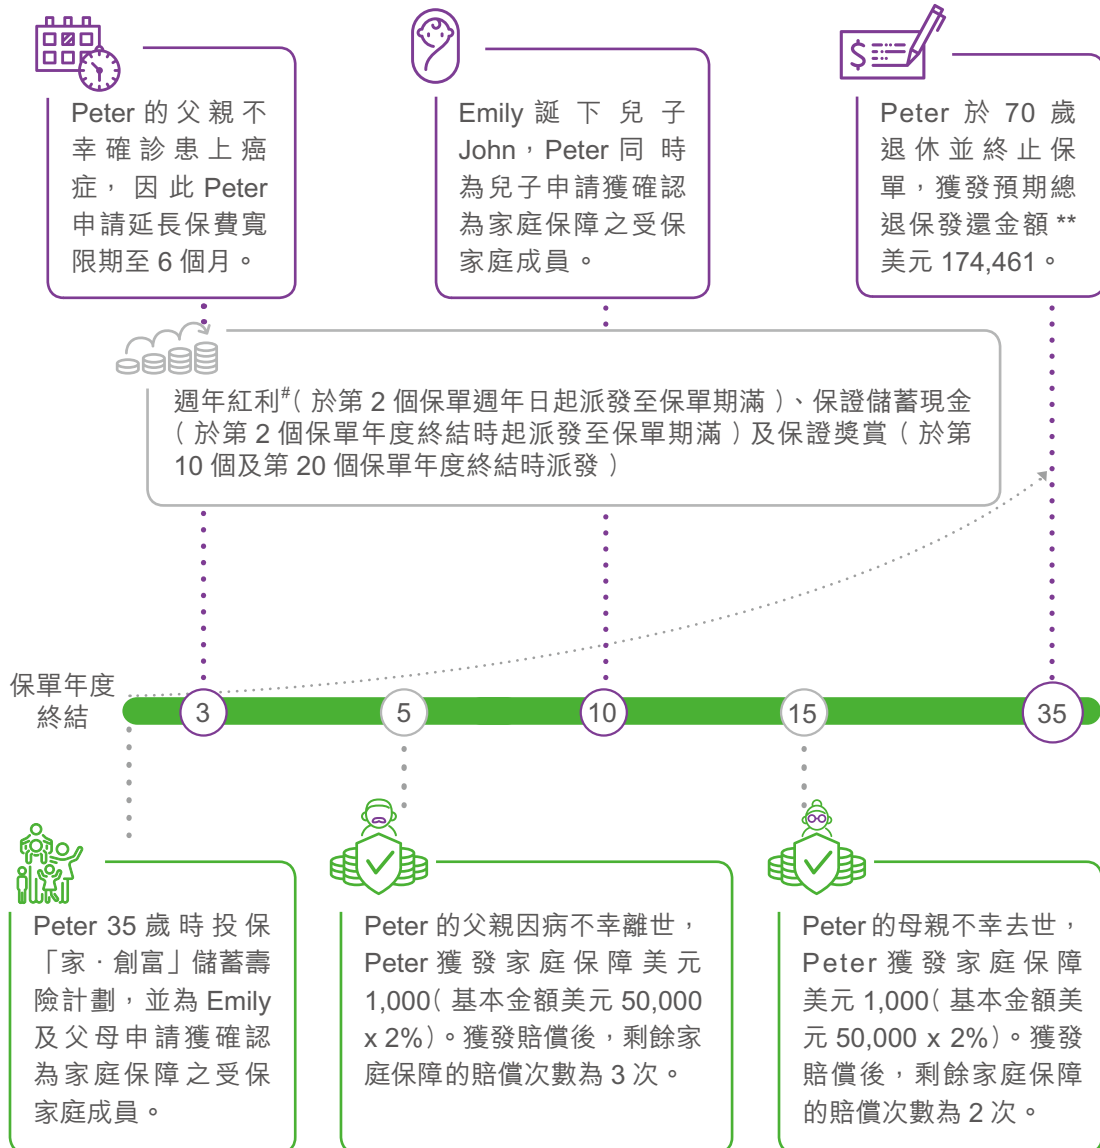 Peter 的父親不
幸確診患上癌
症，因此 Peter
申請延長保費寬
限期至 6 個月。
Emily 誕下兒子
John，Peter 同時
為兒子申請獲確認
為家庭保障之受保
家庭成員。
Peter 於 70 歲
退休並終止保
單，獲發預期總
退保發還金額 **
美元 174,461。
週年紅利#（於第 2 個保單週年日起派發至保單期滿）、保證儲蓄現金
（於第 2 個保單年度終結時起派發至保單期滿）及保證獎賞（於第
10 個及第 20 個保單年度終結時派發）
保單年度
終結
3
5
10
15
35
Peter 35 歲時投保
「家．創富」儲蓄壽
險計劃，並為 Emily
及父母申請獲確認
為家庭保障之受保
家庭成員。
Peter 的父親因病不幸離世，
Peter 獲發家庭保障美元
1,000（基本金額美元 50,000
x 2%）。獲發賠償後，剩餘家
庭保障的賠償次數為 3 次。
Peter 的母親不幸去世，
Peter 獲發家庭保障
美元 1,000（基本金額美
元 50,000 x 2%）。獲發
賠償後，剩餘家庭保障
的賠償次數為 2 次。